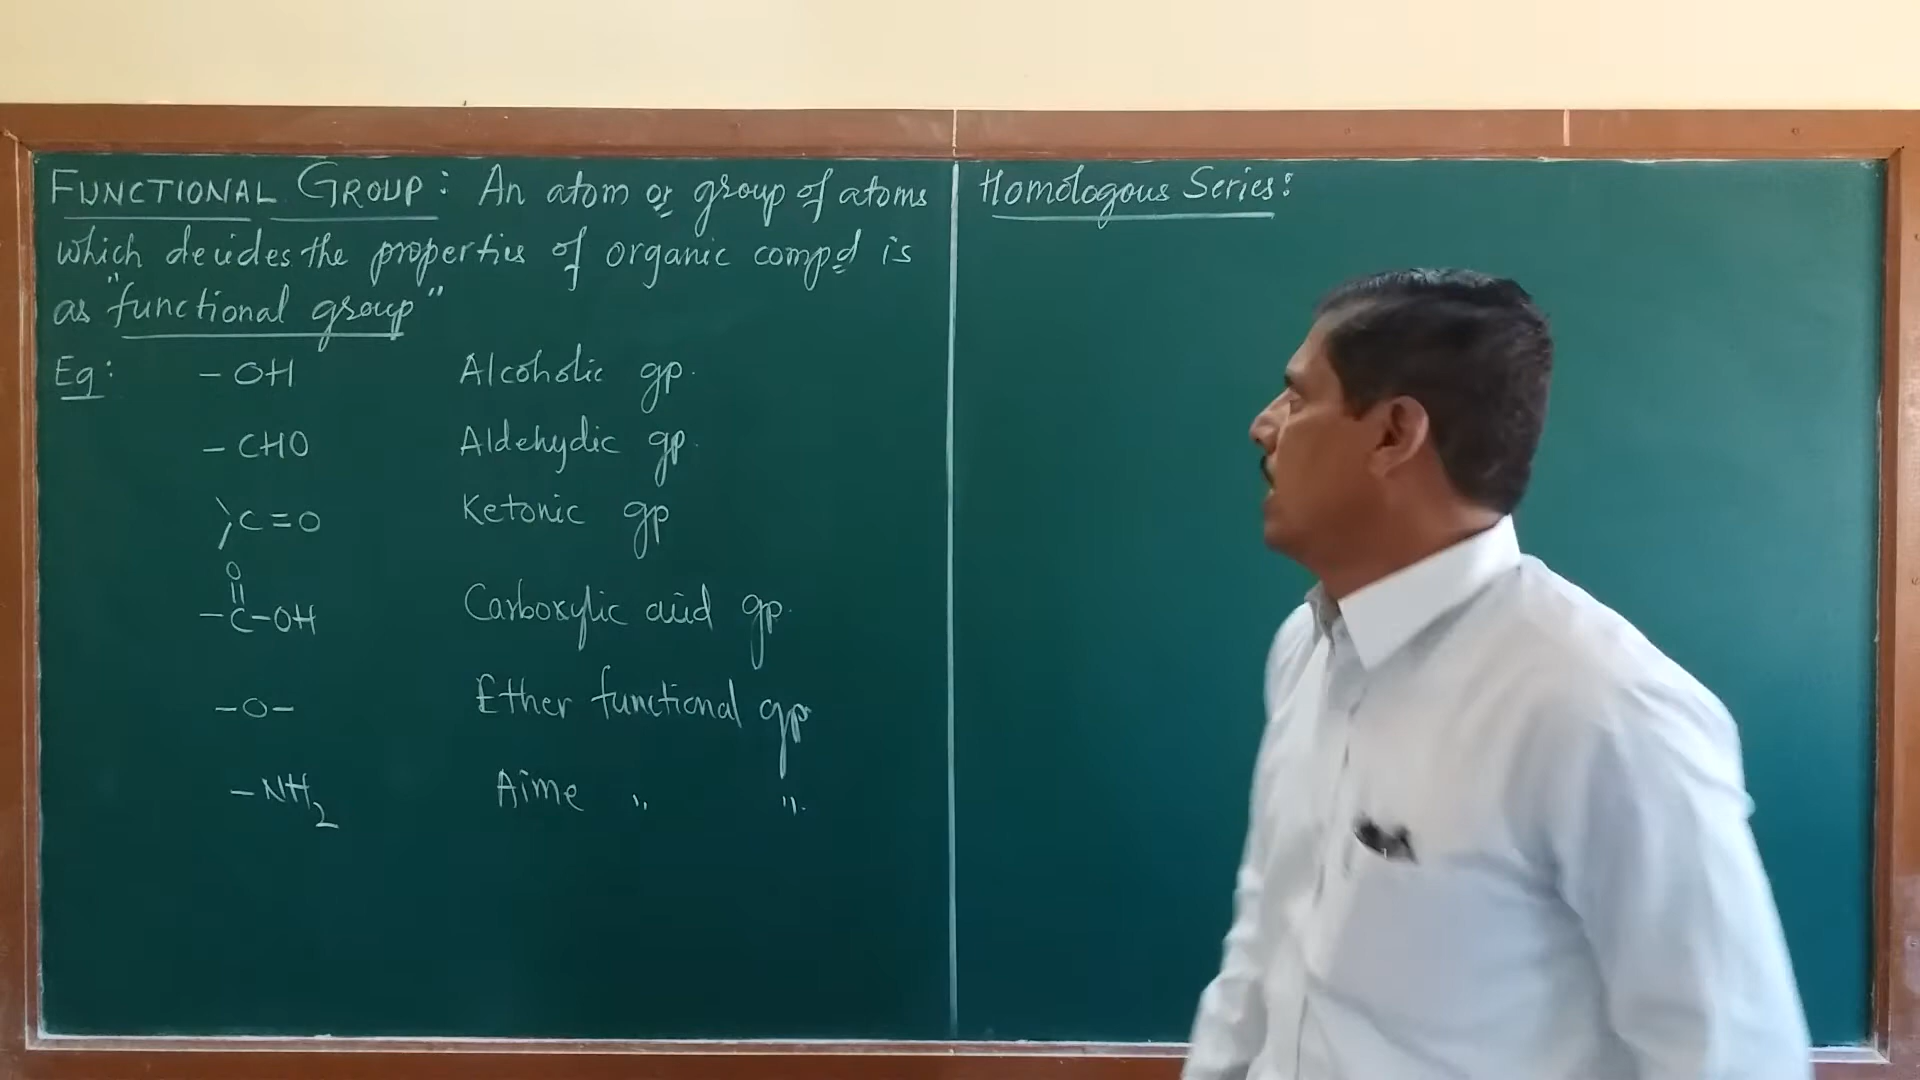 FUNCTIONAL GROUP: An atom or group of atoms
which decides the properties of organic compd is
as "functional group"
Eg: - OH Alcoholic gp.
- CHO Aldehydic gp.
>C=O Ketonic gp
O
||
-C-OH Carboxylic acid gp.
-O- Ether functional gp
-NH2 Aime " ".
Homologous Series: